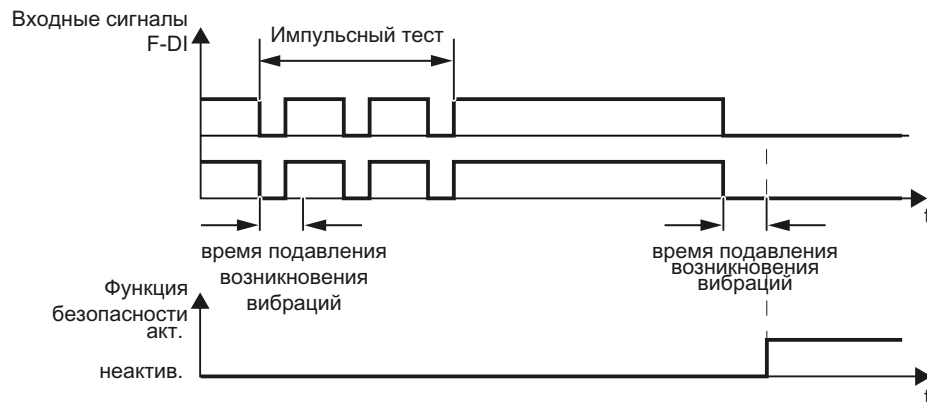 Входные сигналы
F-DI
Импульсный тест
t
время подавления
возникновения
вибраций
время подавления
возникновения
вибраций
Функция
безопасности
акт.
неактив.
t